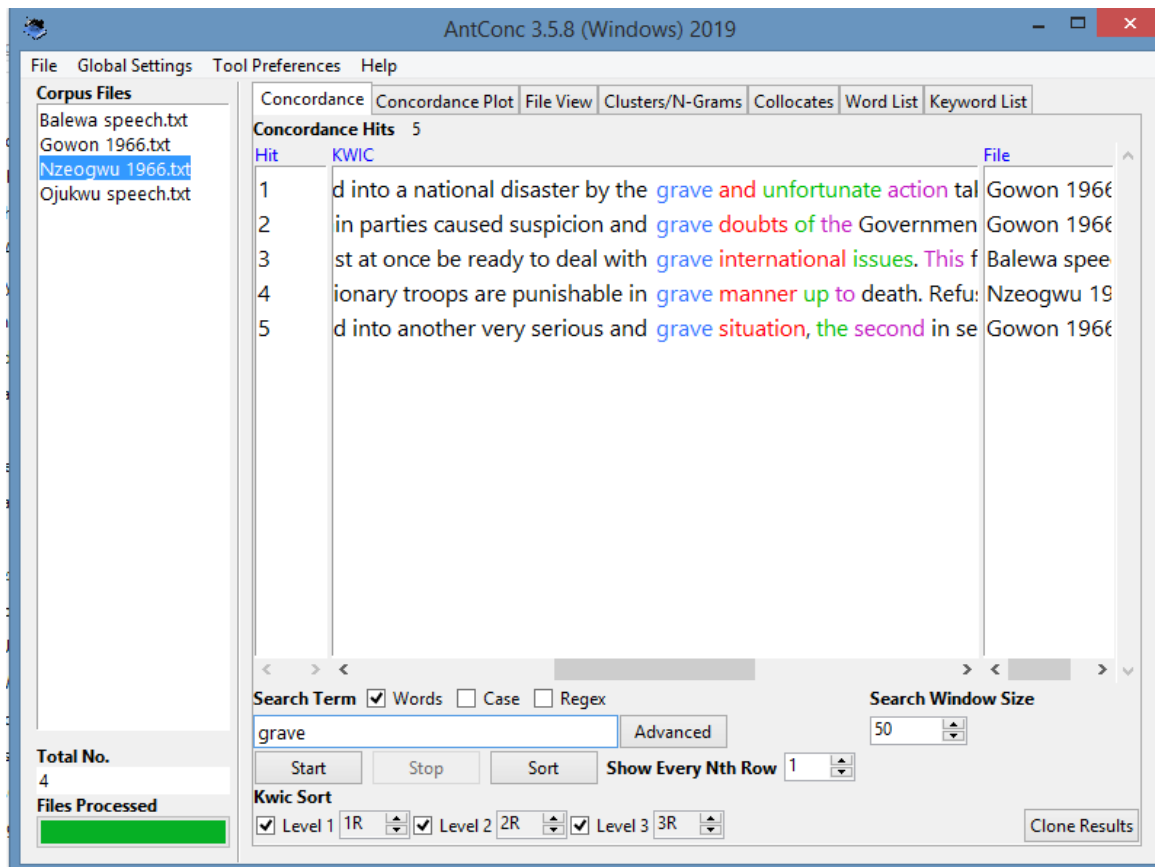 AntConc 3.5.8 (Windows) 2019
File Global Settings Tool Preferences Help
Corpus Files
Balewa speech.txt
Gowon 1966.txt
Nzeogwu 1966.txt
Ojukwu speech.txt
Total No.
4
Files Processed
Concordance Concordance Plot File View Clusters/N-Grams Collocates Word List Keyword List
Concordance Hits 5
Hit KWIC File
1 d into a national disaster by the grave and unfortunate action tal Gowon 1966
2 in parties caused suspicion and grave doubts of the Governmen Gowon 1966
3 st at once be ready to deal with grave international issues. This f Balewa spee
4 ionary troops are punishable in grave manner up to death. Refu: Nzeogwu 19
5 d into another very serious and grave situation, the second in se Gowon 1966
Search Term Words Case Regex Search Window Size
grave Advanced 50
Start Stop Sort Show Every Nth Row 1
Kwic Sort
Level 1 1R Level 2 2R Level 3 3R Clone Results